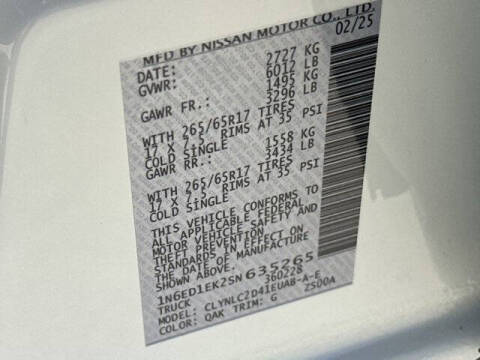 MFD BY NISSAN MOTOR CO., LTD.
DATE: 02/25
GVWR: 2727 KG
6012 LB
GAWR FR.: 1495 KG
3296 LB
WITH 265/65R17 TIRES
17 X 7.5 RIMS AT 35 PSI
COLD SINGLE
GAWR RR.: 1558 KG
3434 LB
WITH 265/65R17 TIRES
17 X 7.5 RIMS AT 35 PSI
COLD SINGLE
THIS VEHICLE CONFORMS TO
ALL APPLICABLE FEDERAL
MOTOR VEHICLE SAFETY AND
THEFT PREVENTION
STANDARDS IN EFFECT ON
THE DATE OF MANUFACTURE
SHOWN ABOVE.
1N6ED1EK2SN635265
TRUCK 360228
MODEL: CLYNLC2D41EUAB-A-E
COLOR: QAK TRIM: G ZS00A